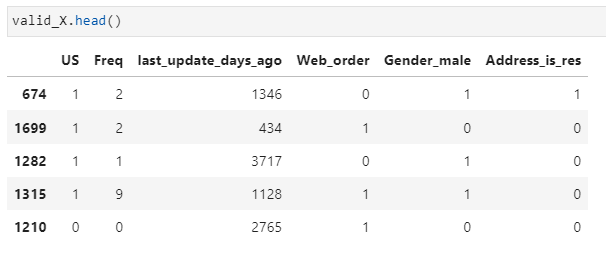 valid_X.head()
US Freq last_update_days_ago Web_order Gender_male Address_is_res
674 1 2 1346 0 1 1
1699 1 2 434 1 0 0
1282 1 1 3717 0 1 0
1315 1 9 1128 1 1 0
1210 0 0 2765 1 0 0